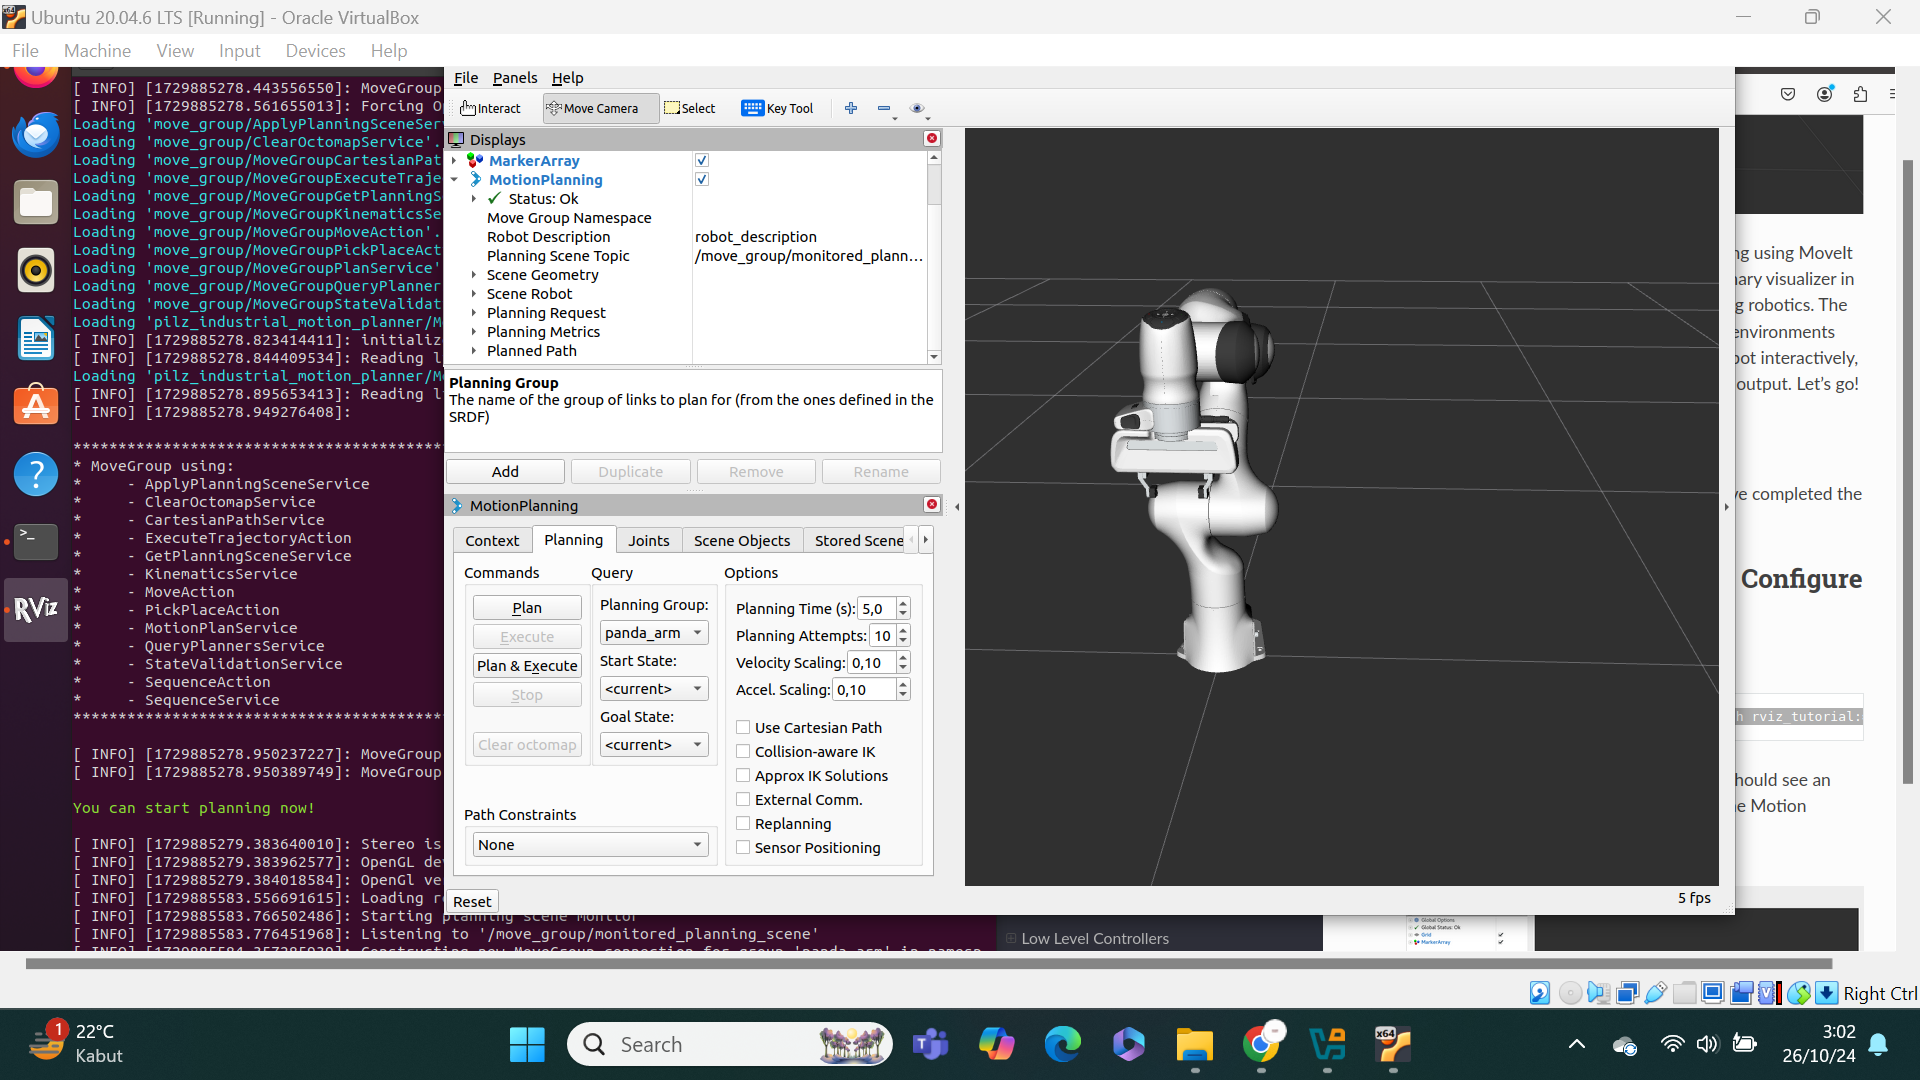 Ubuntu 20.04.6 LTS [Running] - Oracle VirtualBox
File Machine View Input Devices Help
[ INFO] [1729885278.443556550]: MoveGroup
[ INFO] [1729885278.561655013]: Forcing
Loading 'move_group/ApplyPlanningSceneSer
Loading 'move_group/ClearOctomapService'.
Loading 'move_group/MoveGroupCartesianPat
Loading 'move_group/MoveGroupExecuteTraje
Loading 'move_group/MoveGroupGetPlanningS
Loading 'move_group/MoveGroupKinematicsSe
Loading 'move_group/MoveGroupMoveAction'.
Loading 'move_group/MoveGroupPickPlaceAct
Loading 'move_group/MoveGroupPlanService'
Loading 'move_group/MoveGroupQueryPlanner
Loading 'move_group/MoveGroupStateValidat
Loading 'pilz_industrial_motion_planner/M
[ INFO] [1729885278.823414411]: initializ
[ INFO] [1729885278.844409534]: Reading l
Loading 'pilz_industrial_motion_planner/M
[ INFO] [1729885278.895653413]: Reading l
[ INFO] [1729885278.949276408]:
*****************************************
* MoveGroup using:
* - ApplyPlanningSceneService
* - ClearOctomapService
* - CartesianPathService
* - ExecuteTrajectoryAction
* - GetPlanningSceneService
* - KinematicsService
* - MoveAction
* - PickPlaceAction
* - MotionPlanService
* - QueryPlannersService
* - StateValidationService
* - SequenceAction
* - SequenceService
*****************************************
[ INFO] [1729885278.950237227]: MoveGroup
[ INFO] [1729885278.950389749]: MoveGroup
You can start planning now!
[ INFO] [1729885279.383640010]: Stereo is
[ INFO] [1729885279.383962577]: OpenGL de
[ INFO] [1729885279.384018584]: OpenGl ve
[ INFO] [1729885583.556691615]: Loading r
[ INFO] [1729885583.766502486]: Starting planning scene monitor
[ INFO] [1729885583.776451968]: Listening to '/move_group/monitored_planning_scene'
RViz
File Panels Help
Interact Move Camera Select Key Tool
Displays
MarkerArray
MotionPlanning
Status: Ok
Move Group Namespace
Robot Description robot_description
Planning Scene Topic /move_group/monitored_plann...
Scene Geometry
Scene Robot
Planning Request
Planning Metrics
Planned Path
Planning Group
The name of the group of links to plan for (from the ones defined in the
SRDF)
Add Duplicate Remove Rename
MotionPlanning
Context Planning Joints Scene Objects Stored Scene
Commands Query Options
Plan
Execute
Plan & Execute
Stop
Clear octomap
Planning Group:
panda_arm
Start State:
<current>
Goal State:
<current>
Planning Time (s): 5,0
Planning Attempts: 10
Velocity Scaling: 0,10
Accel. Scaling: 0,10
Use Cartesian Path
Collision-aware IK
Approx IK Solutions
External Comm.
Replanning
Sensor Positioning
Path Constraints
None
Reset
5 fps
ng using MoveIt
nary visualizer in
g robotics. The
environments
ot interactively,
output. Let's go!
ve completed the
Configure
h rviz_tutorial:
hould see an
e Motion
Low Level Controllers
Global Options
Global Status: Ok
Grid
MarkerArray
Right Ctrl
1
22°C
Kabut
Search
x64
3:02
26/10/24